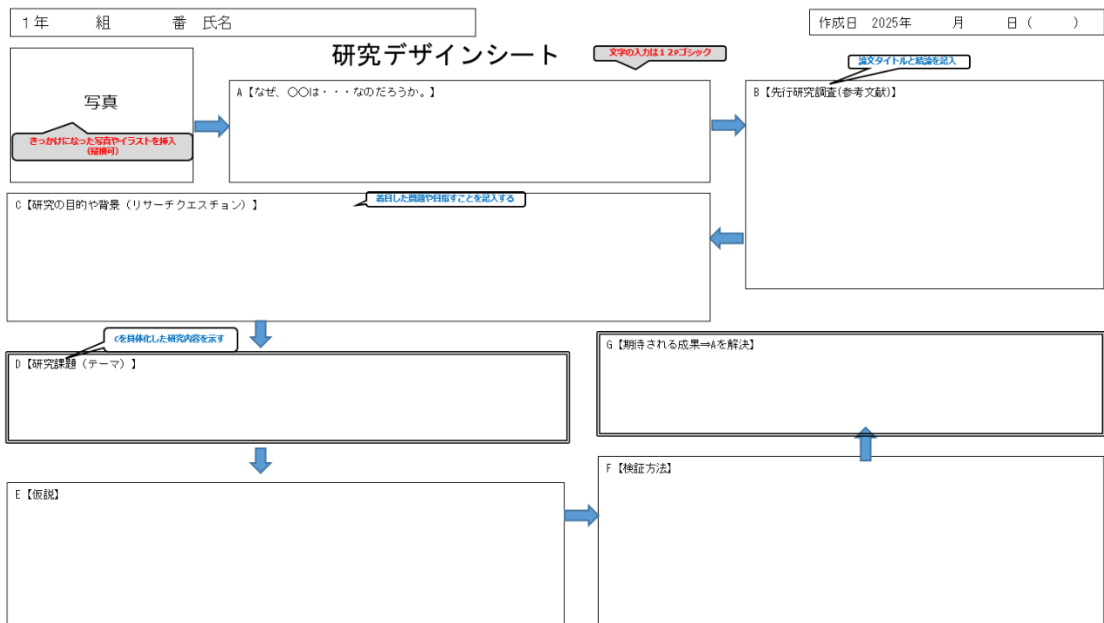 1年　　組　　　番 氏名
作成日 2025年　　月　　日（　　）
研究デザインシート
文字の入力は１２Pゴシック
論文タイトルと結論を記入
写真
きっかけになった写真やイラストを挿入
(縦横可)
A【なぜ、○○は・・・なのだろうか。】
B【先行研究調査(参考文献)】
C【研究の目的や背景（リサーチクエスチョン）】
着目した問題や目指すことを記入する
Cを具体化した研究内容を示す
D【研究課題（テーマ）】
G【期待される成果⇒Aを解決】
E【仮説】
F【検証方法】